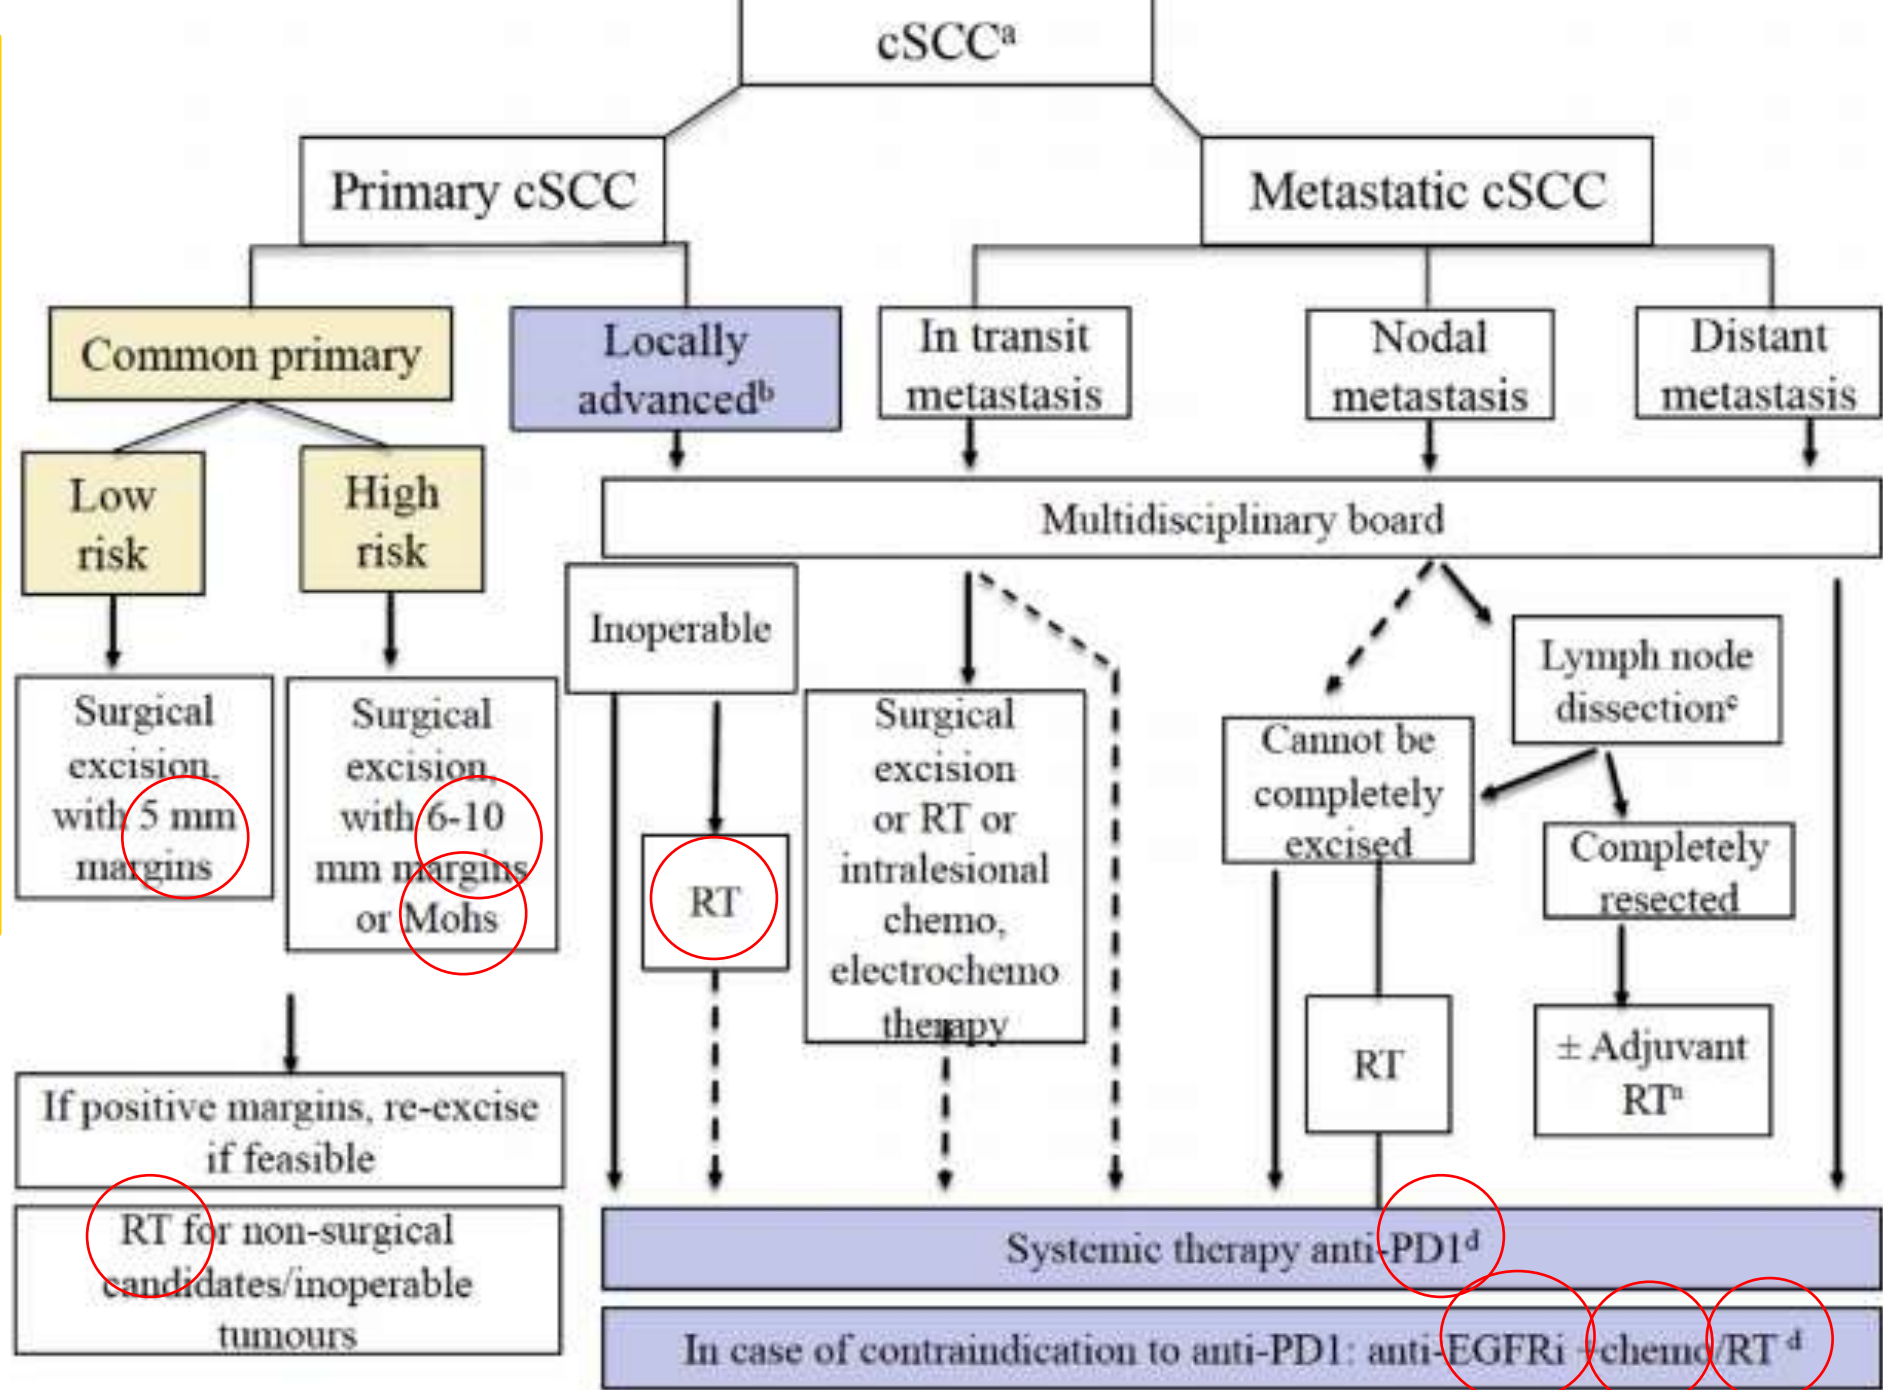 cSCCᵃ
Primary cSCC
Metastatic cSCC
Common primary
Locally
advancedᵇ
In transit
metastasis
Nodal
metastasis
Distant
metastasis
Low
risk
High
risk
Multidisciplinary board
Surgical
excision,
with 5 mm
margins
Surgical
excision,
with 6-10
mm margins
or Mohs
If positive margins, re-excise
if feasible
RT for non-surgical
candidates/inoperable
tumours
Inoperable
RT
Surgical
excision
or RT or
intralesional
chemo,
electrochemo
therapy
Cannot be
completely
excised
RT
Lymph node
dissectionᶜ
Completely
resected
± Adjuvant
RTⁿ
Systemic therapy anti-PD1ᵈ
In case of contraindication to anti-PD1: anti-EGFRi +chemo/RT ᵈ